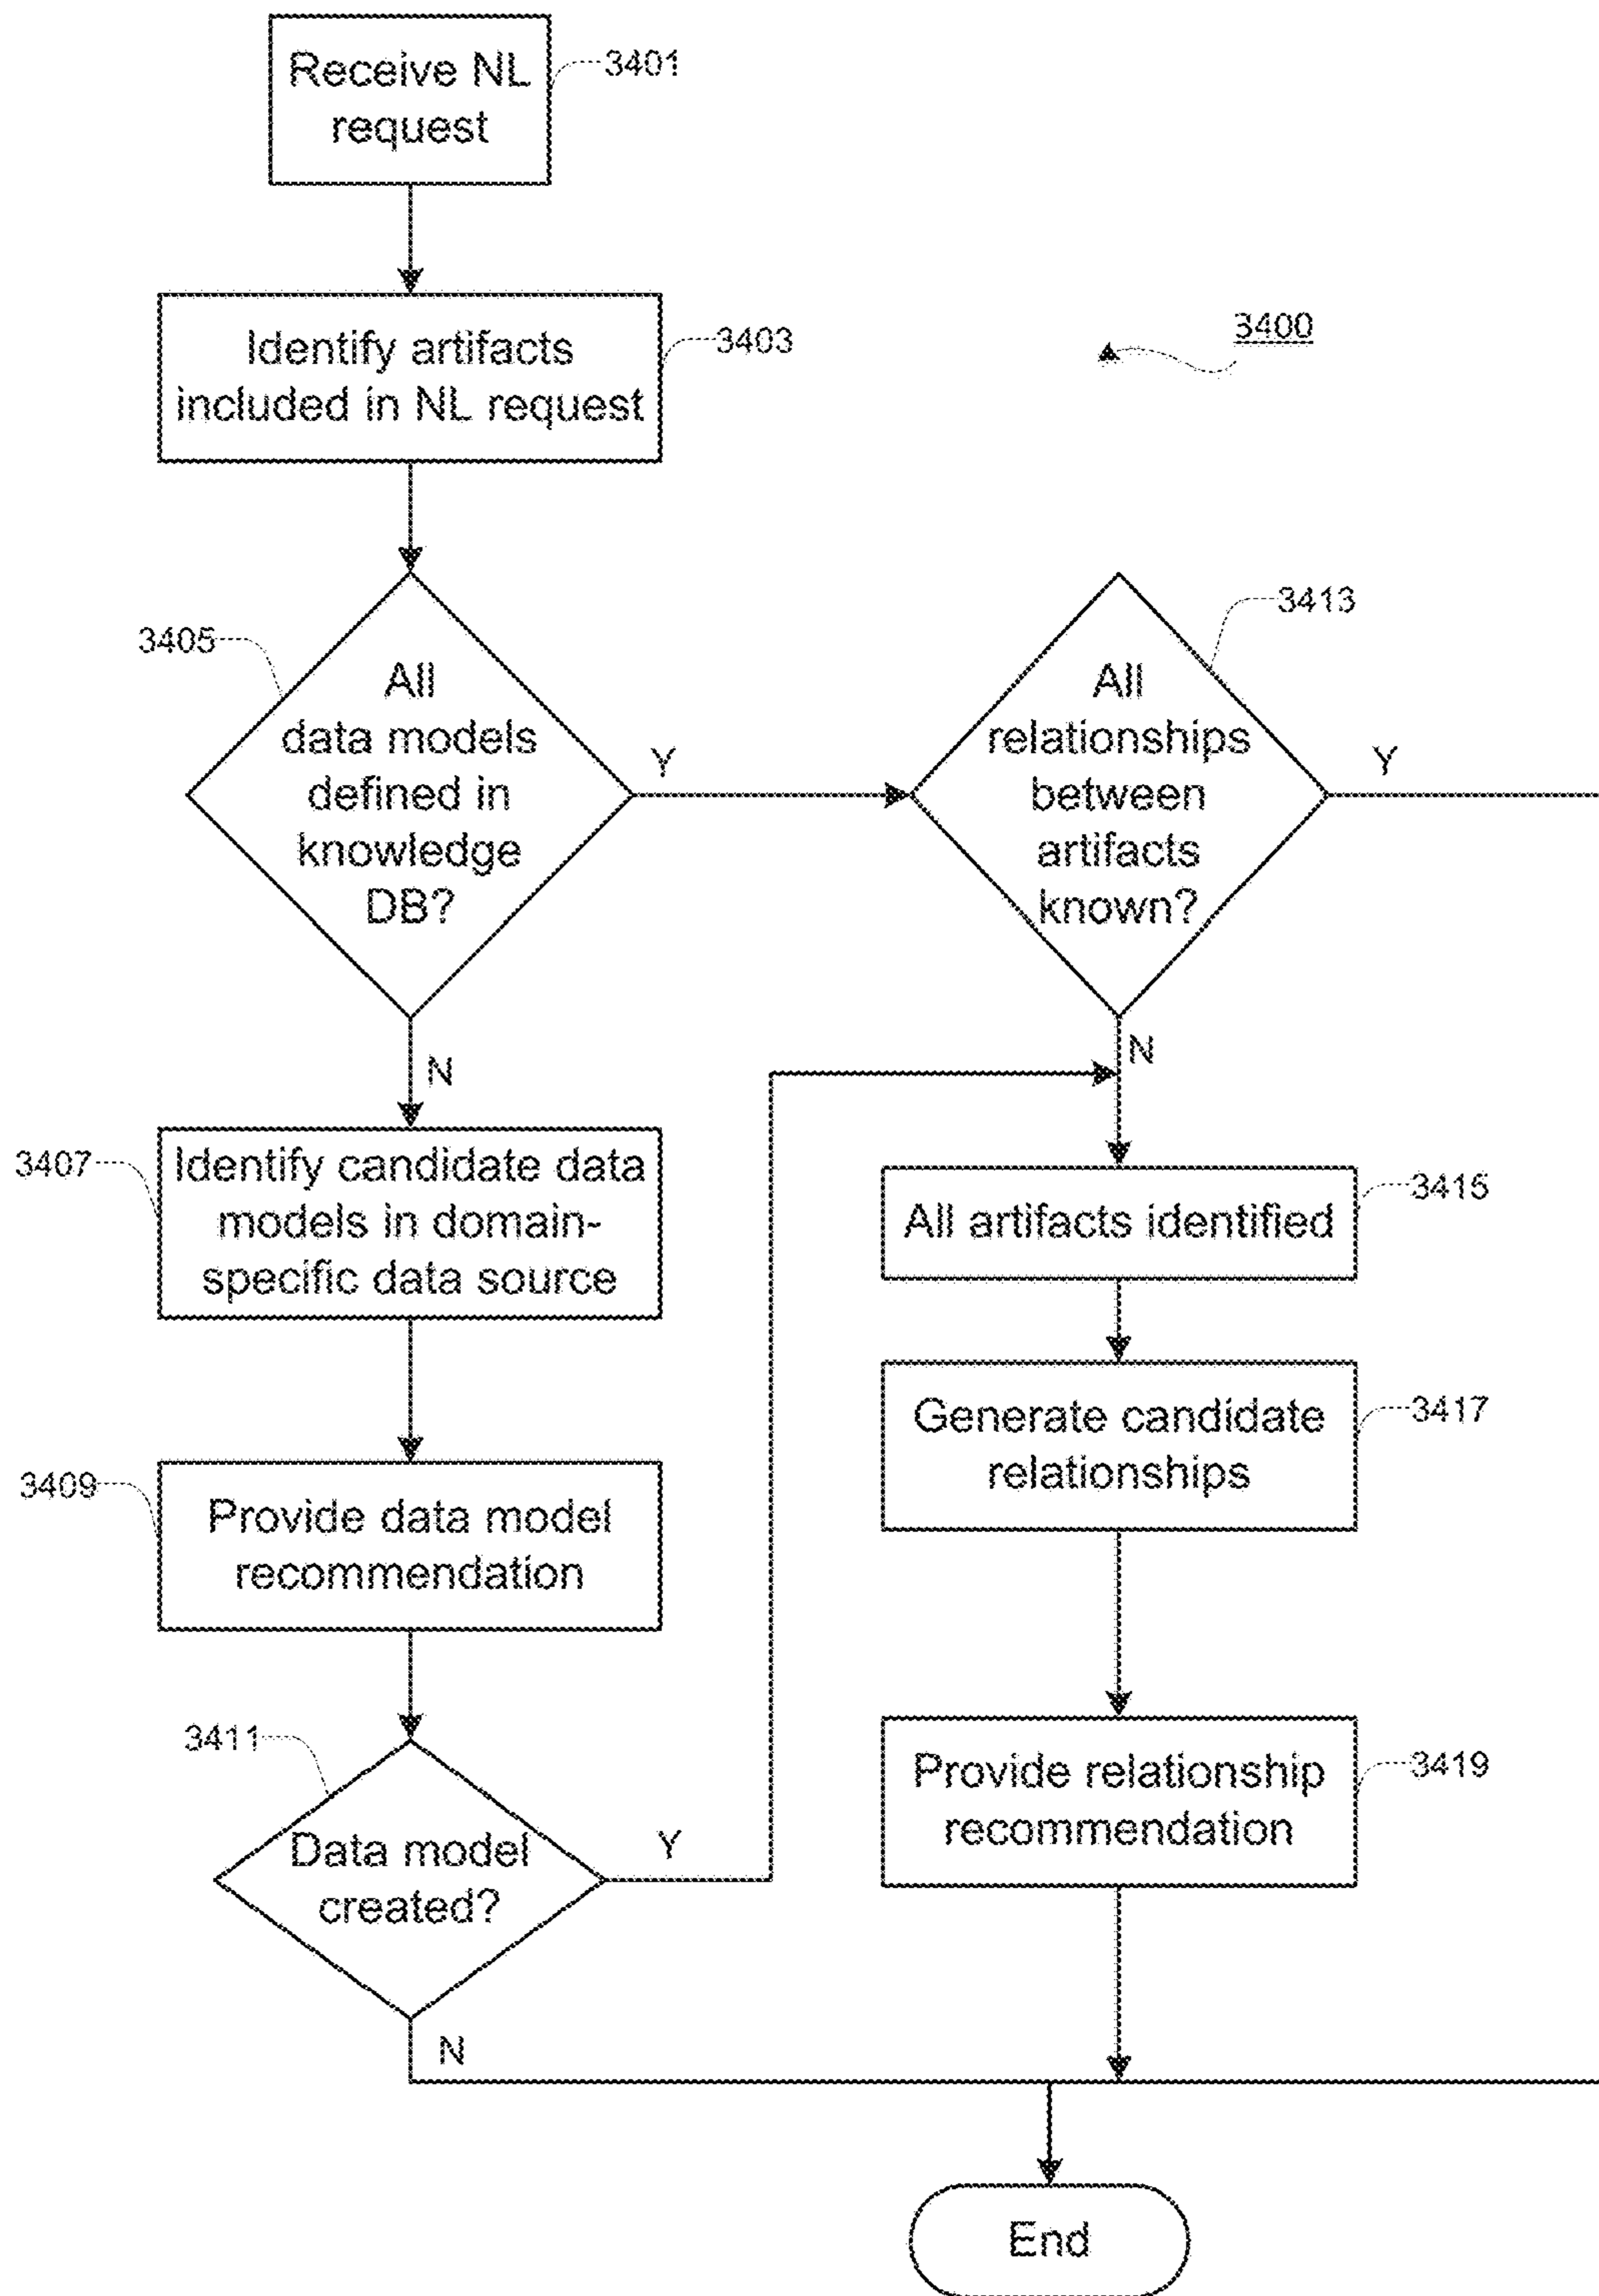 Receive NL
request
3401
Identify artifacts
included in NL request
3403
3400
3405
All
data models
defined in
knowledge
DB?
Y
N
3413
All
relationships
between
artifacts
known?
Y
N
3407
Identify candidate data
models in domain-
specific data source
3415
All artifacts identified
3417
Generate candidate
relationships
3409
Provide data model
recommendation
3411
Data model
created?
Y
N
3419
Provide relationship
recommendation
End